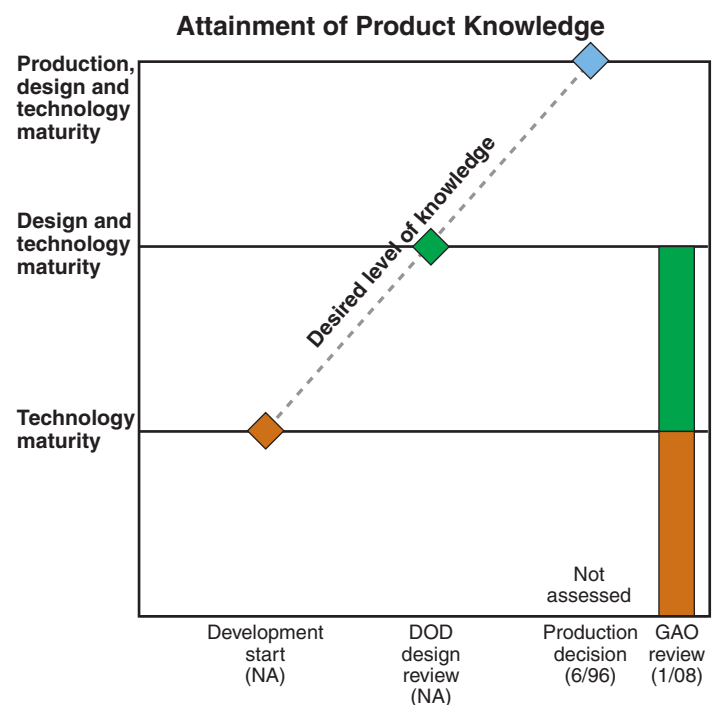 Attainment of Product Knowledge
Production,
design and
technology
maturity
Design and
technology
maturity
Technology
maturity
Desired level of knowledge
Not
assessed
Development
start
(NA)
DOD
design
review
(NA)
Production
decision
(6/96)
GAO
review
(1/08)